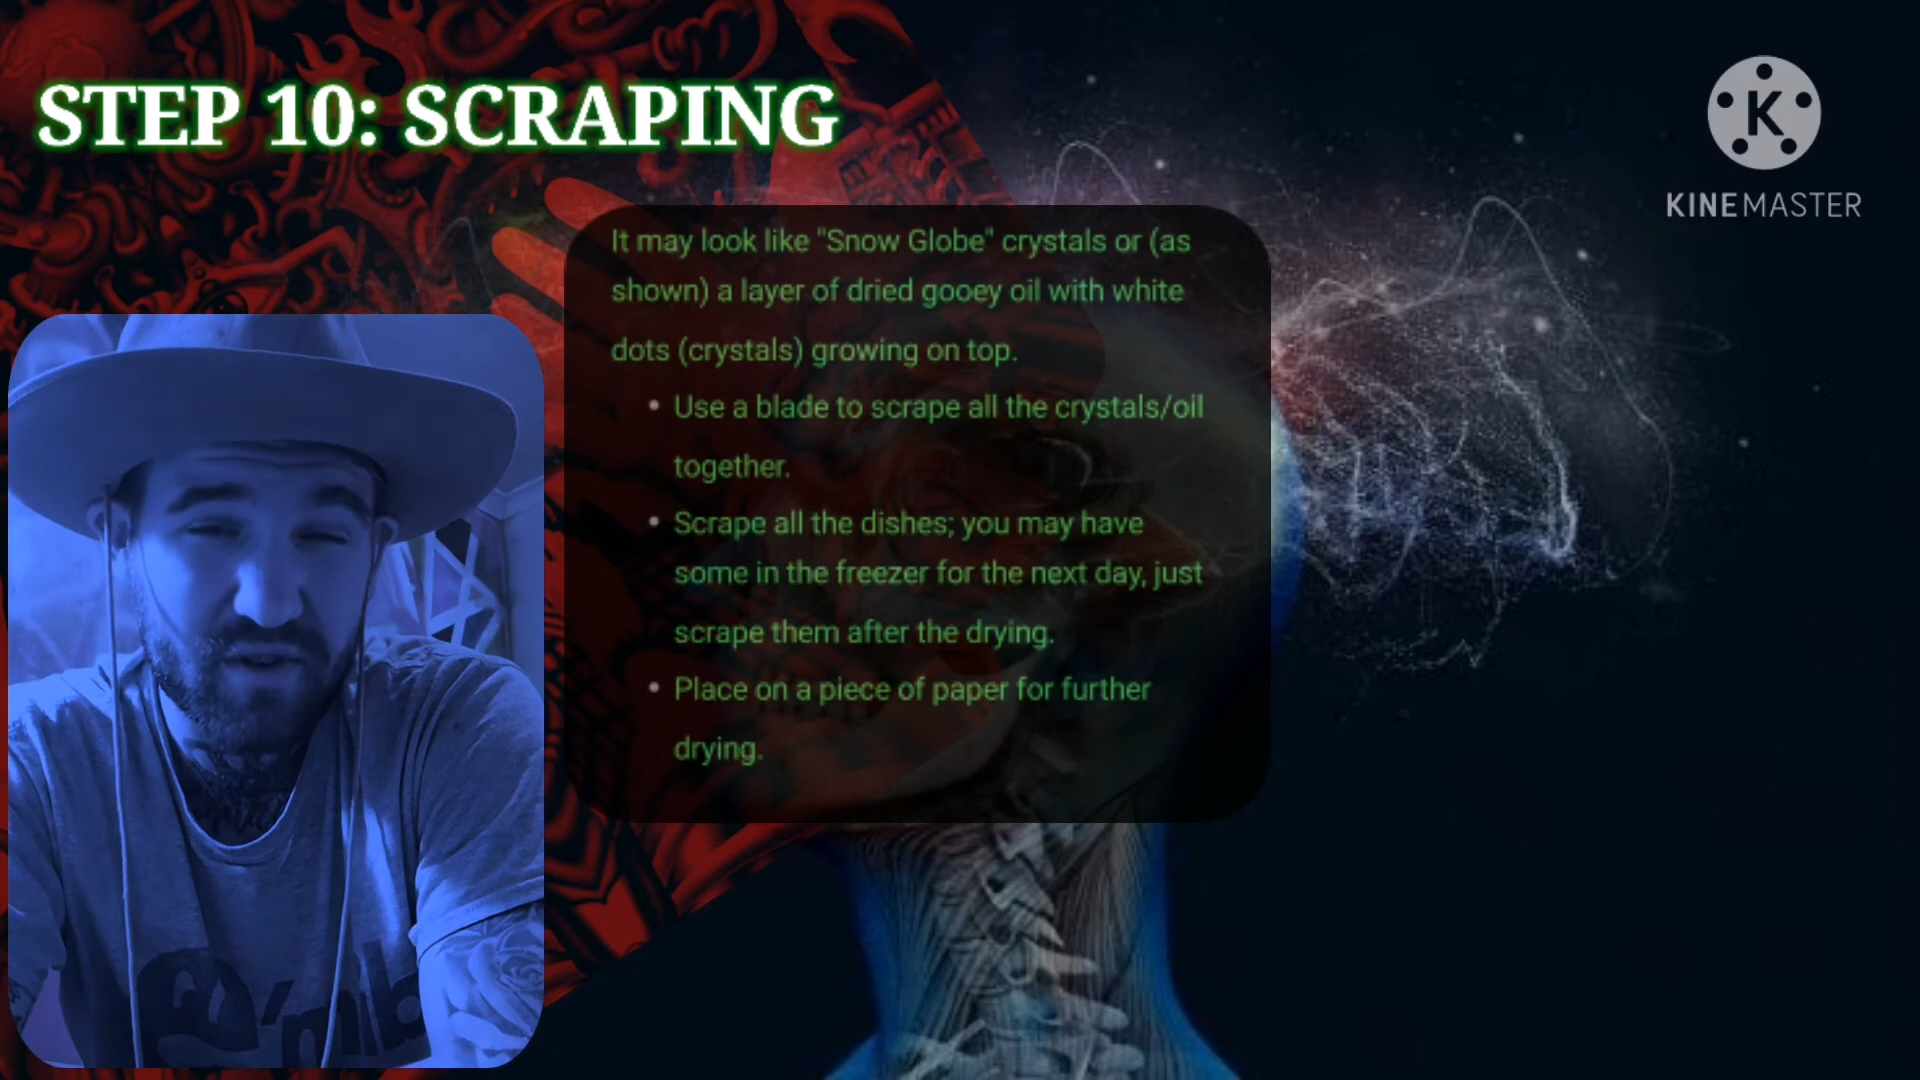 STEP 10: SCRAPING
KINEMASTER
It may look like "Snow Globe" crystals or (as
shown) a layer of dried gooey oil with white
dots (crystals) growing on top.
• Use a blade to scrape all the crystals/oil
together.
• Scrape all the dishes; you may have
some in the freezer for the next day, just
scrape them after the drying.
• Place on a piece of paper for further
drying.